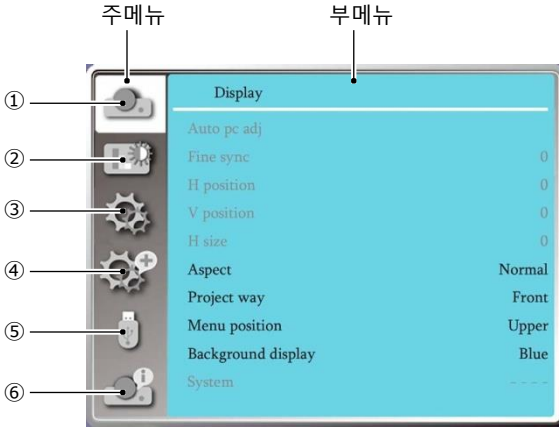 주메뉴 부메뉴
① Display
Auto pc adj
② Fine sync 0
H position 0
③ V position 0
H size 0
④ Aspect Normal
Project way Front
⑤ Menu position Upper
Background display Blue
⑥ System - - - -